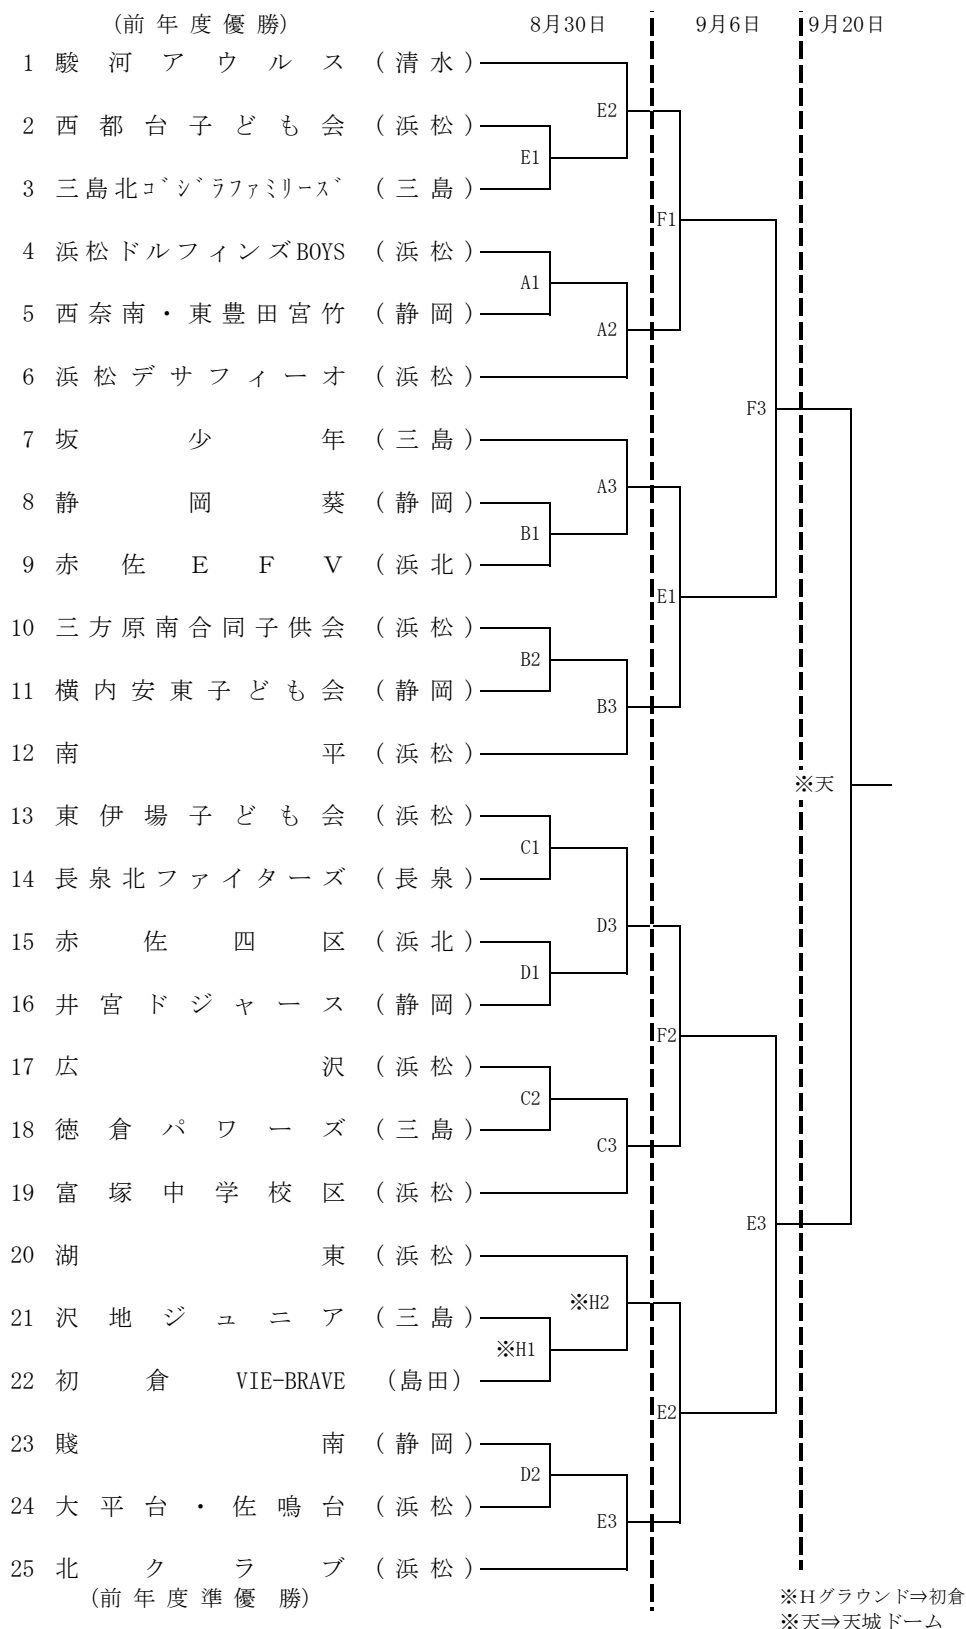 (前年度優勝) 8月30日 9月6日 9月20日
1 駿河アウルス (清水)
E2
2 西都台子ども会 (浜松)
E1
3 三島北ゴジラファミリーズ (三島)
F1
4 浜松ドルフィンズBOYS (浜松)
A1
5 西奈南・東豊田宮竹 (静岡)
A2
6 浜松デサフィーオ (浜松)
F3
7 坂少年 (三島)
A3
8 静岡葵 (静岡)
B1
9 赤佐EFV (浜北)
E1
10 三方原南合同子供会 (浜松)
B2
11 横内安東子ども会 (静岡)
B3
12 南平 (浜松)
※天
13 東伊場子ども会 (浜松)
C1
14 長泉北ファイターズ (長泉)
D3
15 赤佐四区 (浜北)
D1
16 井宮ドジャース (静岡)
F2
17 広沢 (浜松)
C2
18 徳倉パワーズ (三島)
C3
19 富塚中学校区 (浜松)
E3
20 湖東 (浜松)
※H2
21 沢地ジュニア (三島)
※H1
22 初倉 VIE-BRAVE (島田)
E2
23 賤南 (静岡)
D2
24 大平台・佐鳴台 (浜松)
E3
25 北クラブ (浜松)
(前年度準優勝)
※Hグラウンド⇒初倉
※天⇒天城ドーム